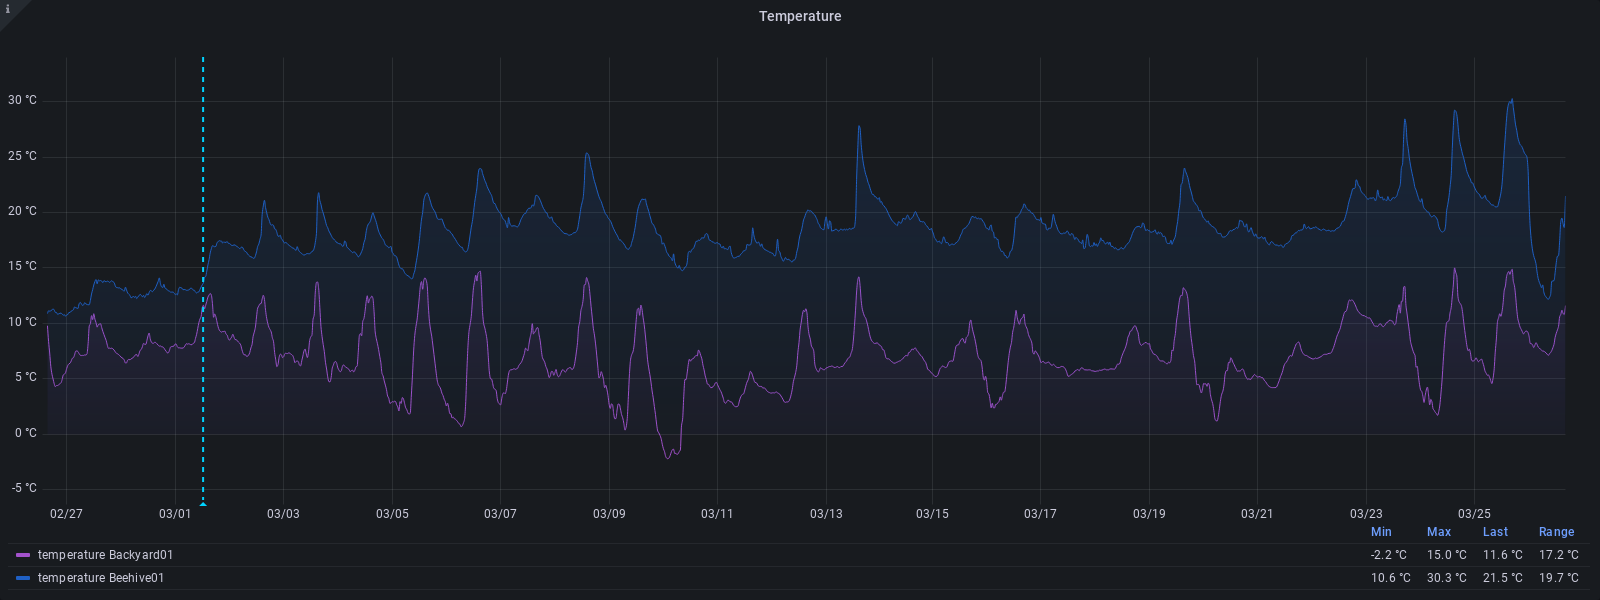 i
Temperature
30 °C
25 °C
20 °C
15 °C
10 °C
5 °C
0 °C
-5 °C
02/27 03/01 03/03 03/05 03/07 03/09 03/11 03/13 03/15 03/17 03/19 03/21 03/23 03/25
Min Max Last Range
temperature Backyard01 -2.2 °C 15.0 °C 11.6 °C 17.2 °C
temperature Beehive01 10.6 °C 30.3 °C 21.5 °C 19.7 °C